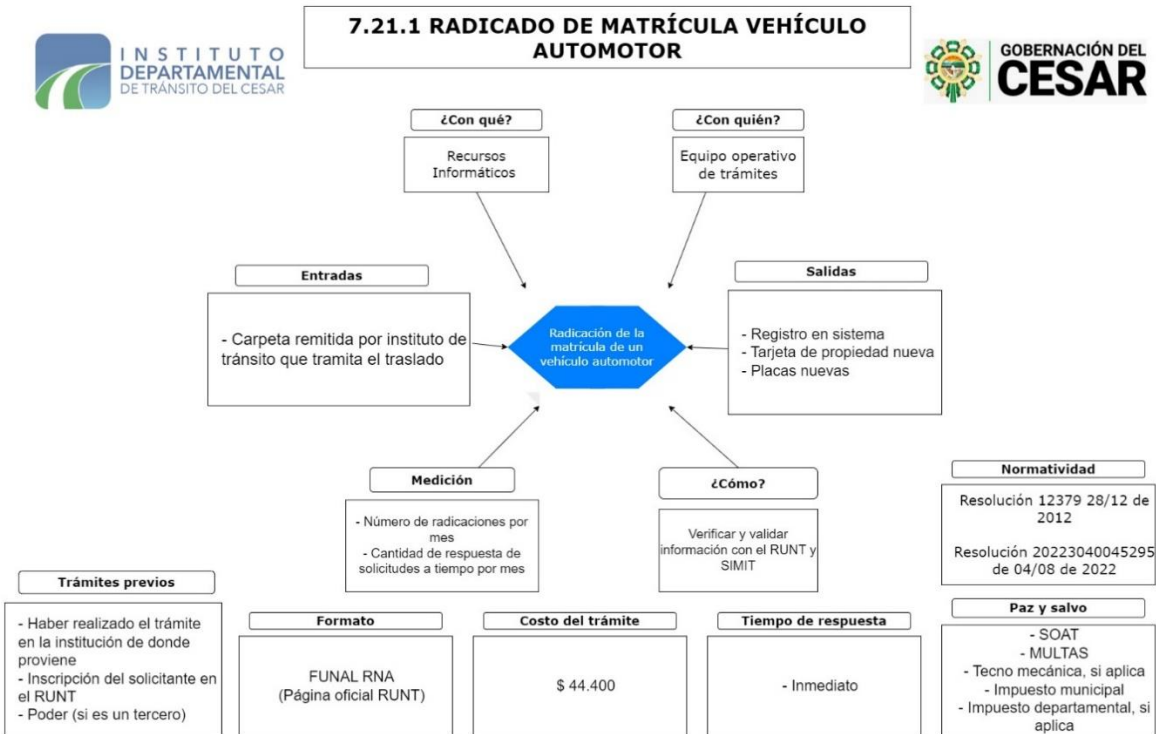 INSTITUTO
DEPARTAMENTAL
DE TRÁNSITO DEL CESAR
7.21.1 RADICADO DE MATRÍCULA VEHÍCULO
AUTOMOTOR
GOBERNACIÓN DEL
CESAR
¿Con qué?
Recursos
Informáticos
¿Con quién?
Equipo operativo
de trámites
Entradas
- Carpeta remitida por instituto de
tránsito que tramita el traslado
Radicación de la
matrícula de un
vehículo automotor
Salidas
- Registro en sistema
- Tarjeta de propiedad nueva
- Placas nuevas
Medición
- Número de radicaciones por
mes
- Cantidad de respuesta de
solicitudes a tiempo por mes
¿Cómo?
Verificar y validar
información con el RUNT y
SIMIT
Normatividad
Resolución 12379 28/12 de
2012
Resolución 20223040045295
de 04/08 de 2022
Trámites previos
- Haber realizado el trámite
en la institución de donde
proviene
- Inscripción del solicitante en
el RUNT
- Poder (si es un tercero)
Formato
FUNAL RNA
(Página oficial RUNT)
Costo del trámite
$ 44.400
Tiempo de respuesta
- Inmediato
Paz y salvo
- SOAT
- MULTAS
- Tecno mecánica, si aplica
- Impuesto municipal
- Impuesto departamental, si
aplica